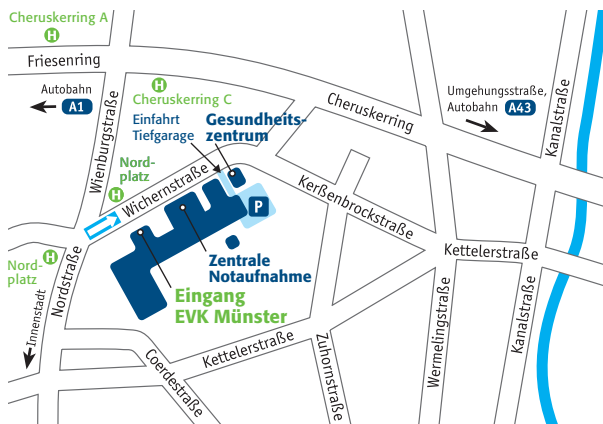 Cheruskerring A
H
Friesenring
Autobahn
A1
H
Cheruskerring C
Umgehungsstraße,
Autobahn A43
Kanalstraße
Cheruskerring
Wienburgstraße
Einfahrt
Tiefgarage
Gesundheits-
zentrum
Nord-
platz
H
Wichernstraße
Kerßenbrockstraße
P
Kettelerstraße
Zentrale
Notaufnahme
Eingang
EVK Münster
Nord-
platz
H
Nordstraße
Innenstadt
Kettelerstraße
Coerdestraße
Zuhornstraße
Wermelingstraße
Kanalstraße